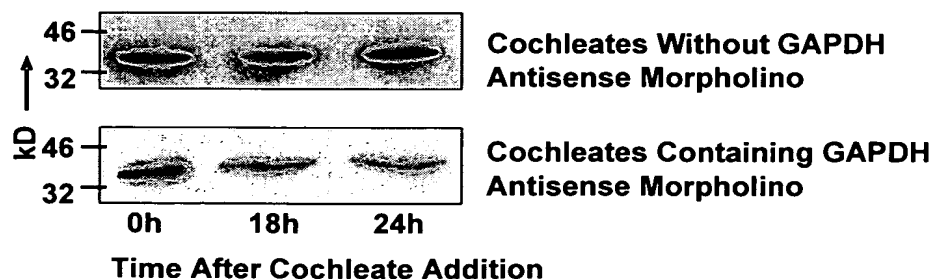 46
32
Cochleates Without GAPDH
Antisense Morpholino
kD
46
32
Cochleates Containing GAPDH
Antisense Morpholino
0h 18h 24h
Time After Cochleate Addition